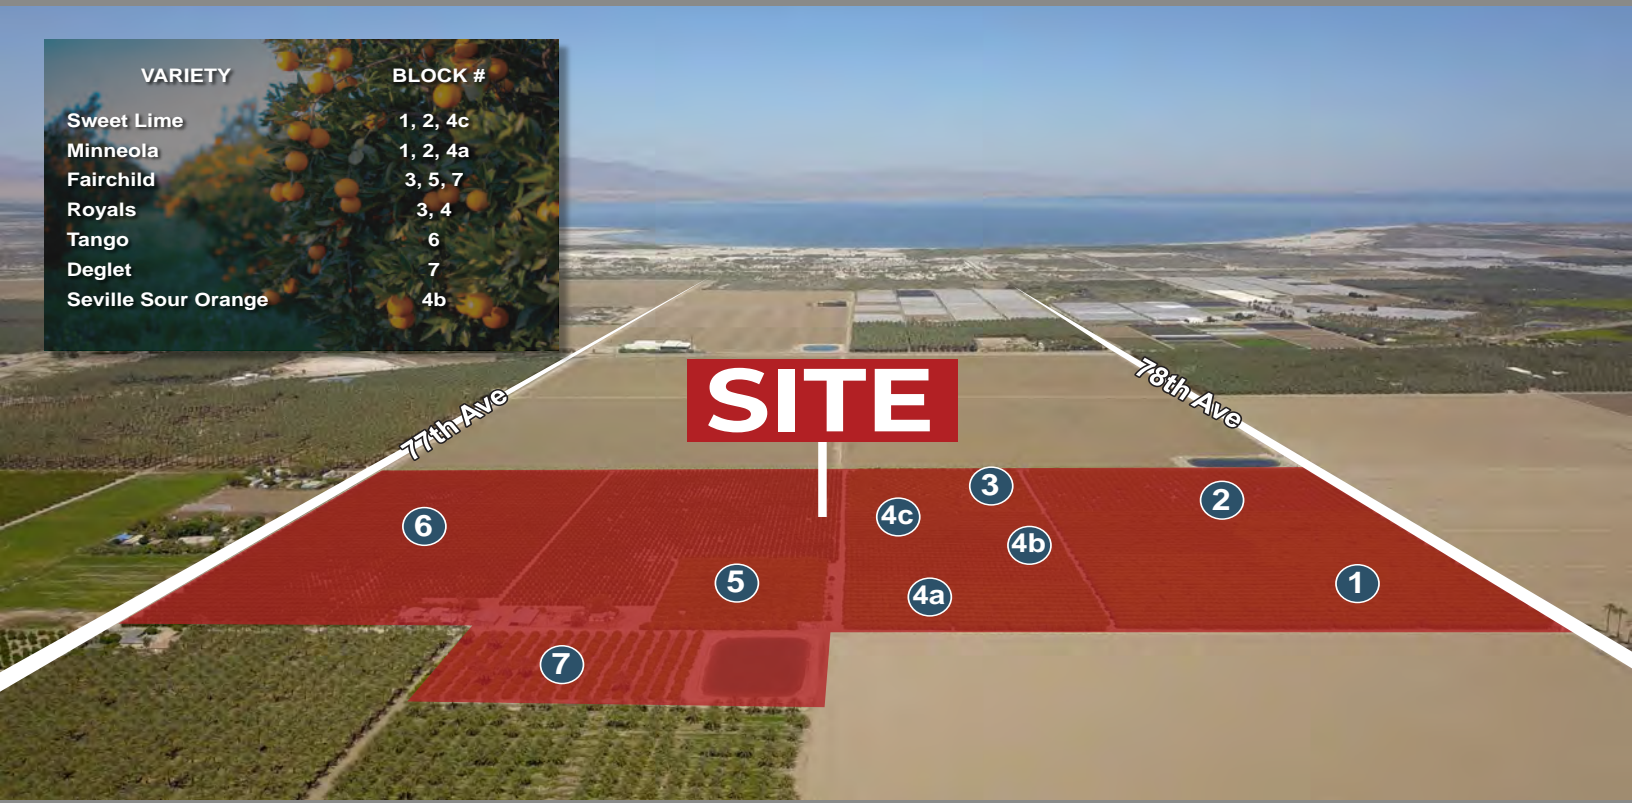 VARIETY BLOCK #
Sweet Lime 1, 2, 4c
Minneola 1, 2, 4a
Fairchild 3, 5, 7
Royals 3, 4
Tango 6
Deglet 7
Seville Sour Orange 4b
SITE
77th Ave
78th Ave
3
2
4c
6
4b
5
1
4a
7